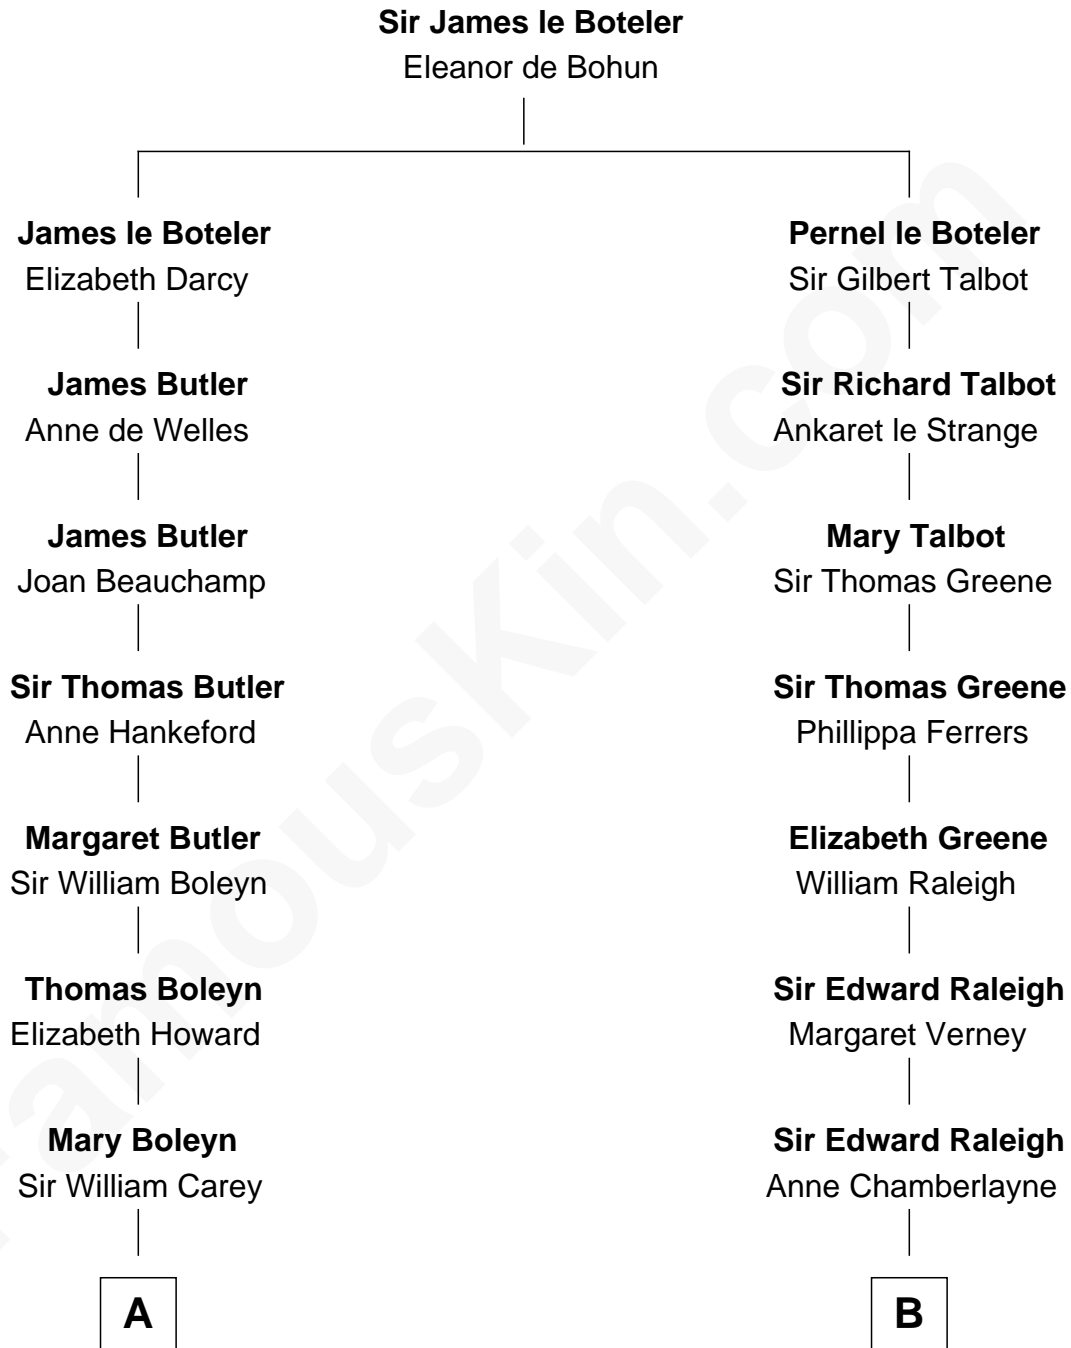 Sir James le Boteler
Eleanor de Bohun
James le Boteler
Elizabeth Darcy
Pernel le Boteler
Sir Gilbert Talbot
James Butler
Anne de Welles
Sir Richard Talbot
Ankaret le Strange
James Butler
Joan Beauchamp
Mary Talbot
Sir Thomas Greene
Sir Thomas Butler
Anne Hankeford
Sir Thomas Greene
Phillippa Ferrers
Margaret Butler
Sir William Boleyn
Elizabeth Greene
William Raleigh
Thomas Boleyn
Elizabeth Howard
Sir Edward Raleigh
Margaret Verney
Mary Boleyn
Sir William Carey
Sir Edward Raleigh
Anne Chamberlayne
A
B
FamousKin.com